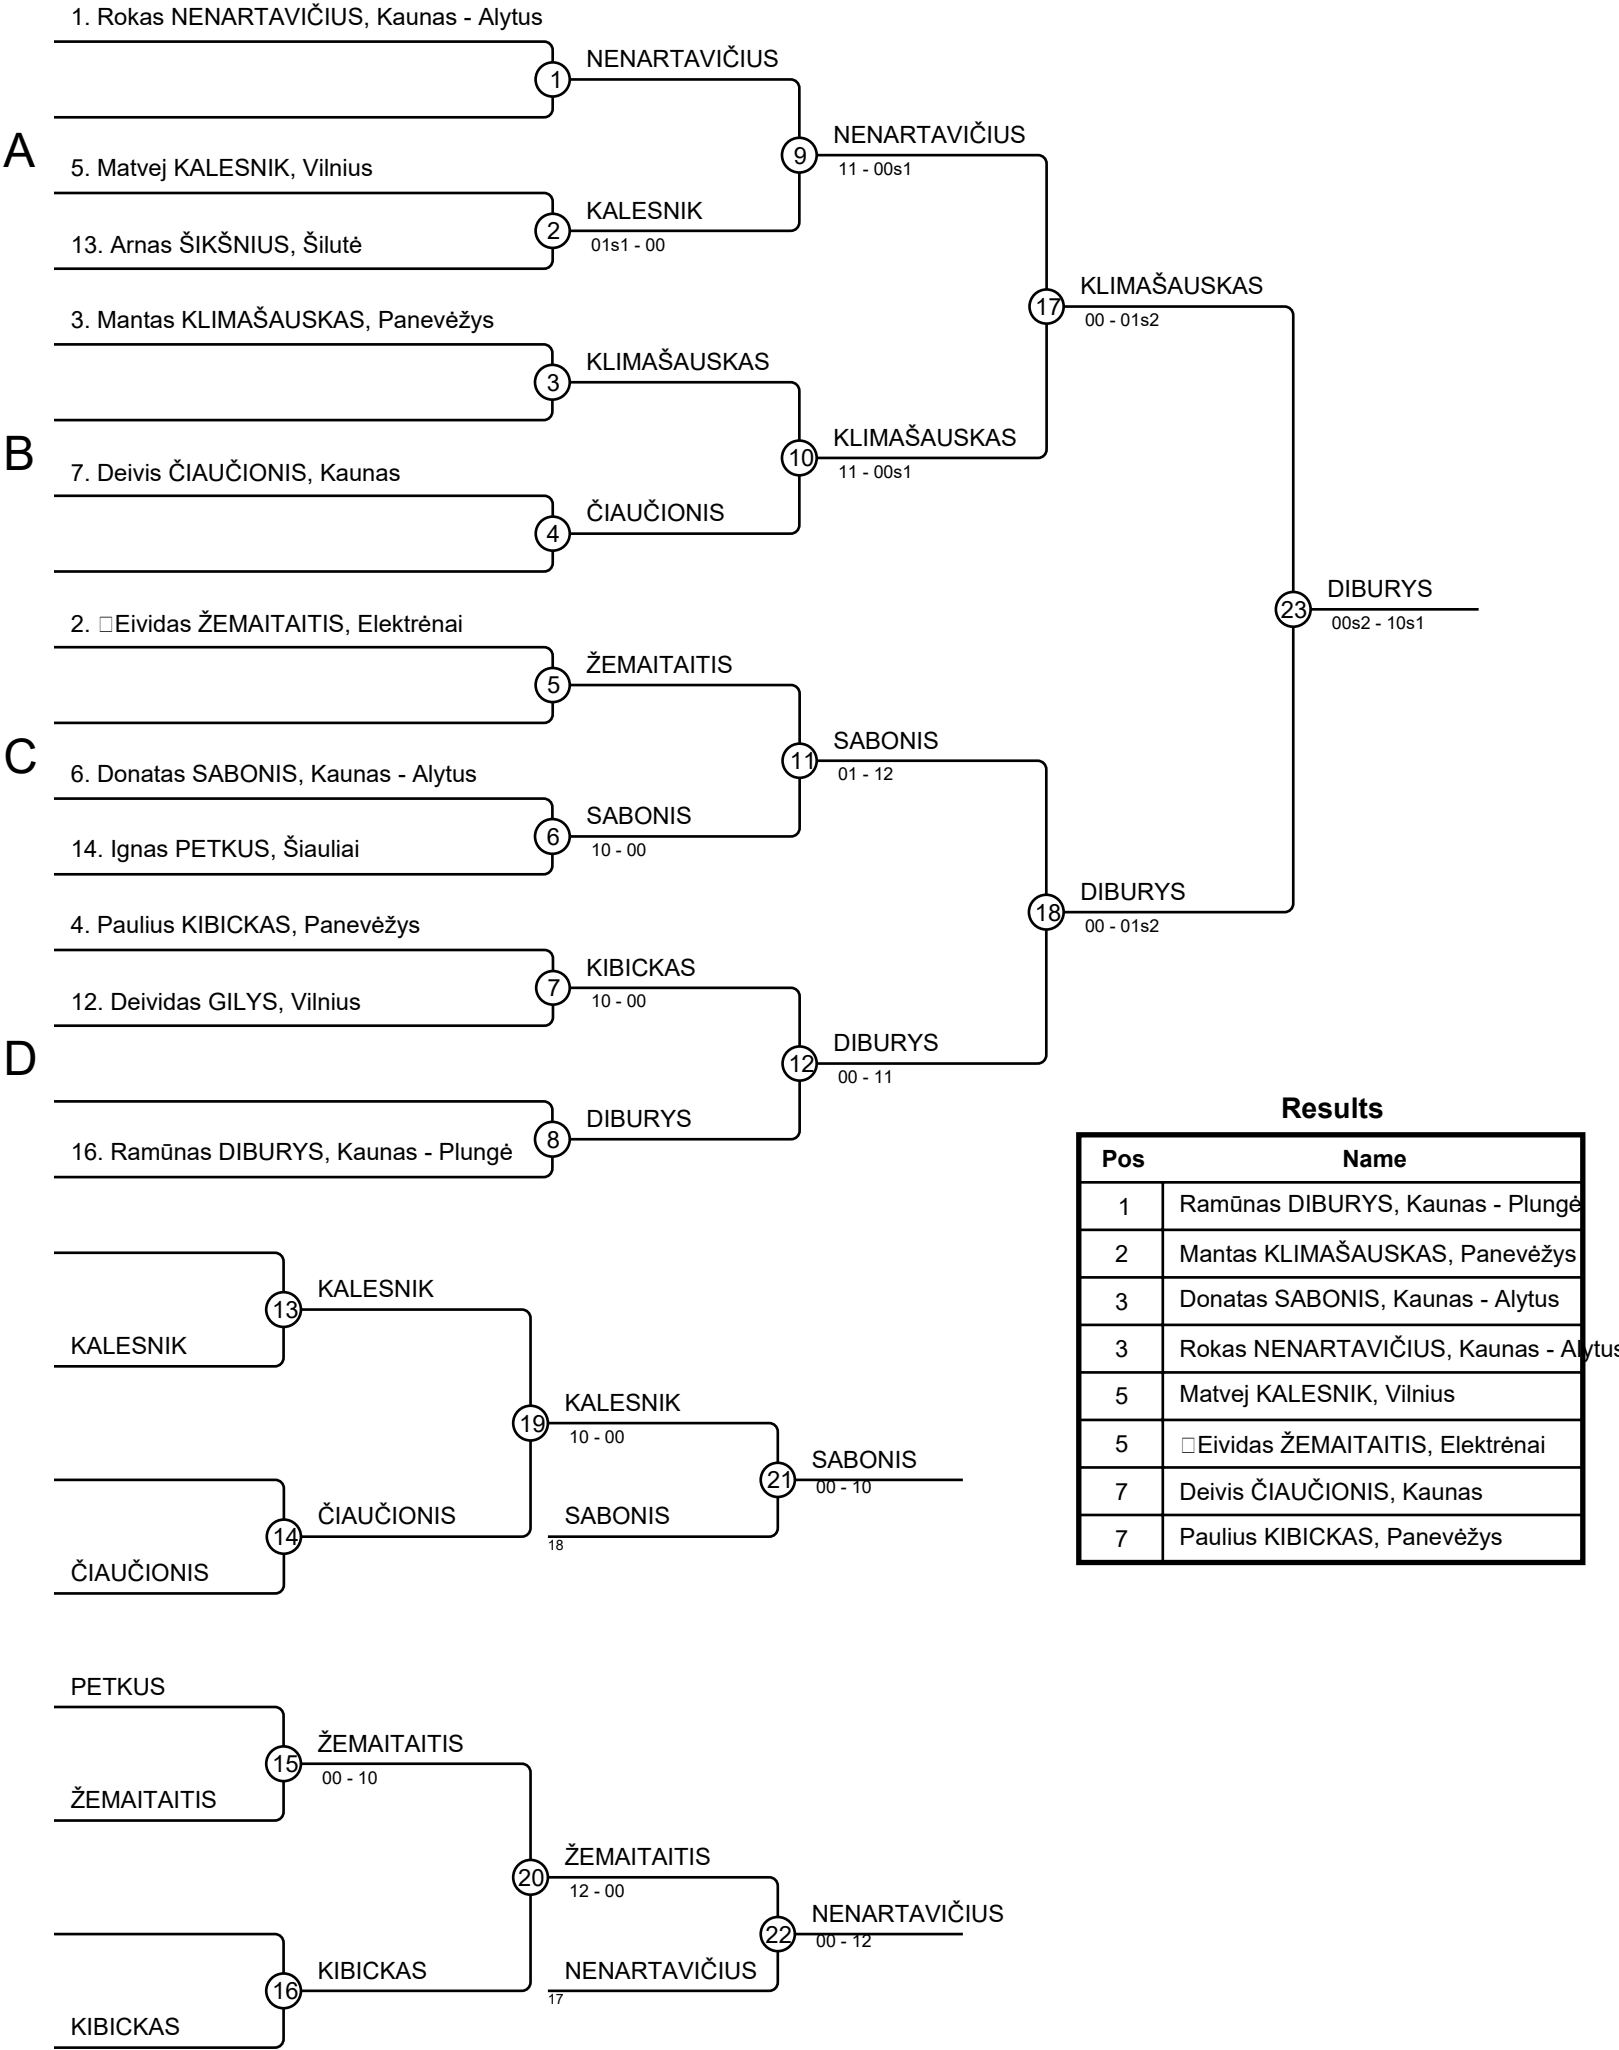 1. Rokas NENARTAVIČIUS, Kaunas - Alytus
1
NENARTAVIČIUS
A
5. Matvej KALESNIK, Vilnius
2
KALESNIK
01s1 - 00
13. Arnas ŠIKŠNIUS, Šilutė
9
NENARTAVIČIUS
11 - 00s1
3. Mantas KLIMAŠAUSKAS, Panevėžys
3
KLIMAŠAUSKAS
B
7. Deivis ČIAUČIONIS, Kaunas
4
ČIAUČIONIS
10
KLIMAŠAUSKAS
11 - 00s1
17
KLIMAŠAUSKAS
00 - 01s2
2. □Eividas ŽEMAITAITIS, Elektrėnai
5
ŽEMAITAITIS
C
6. Donatas SABONIS, Kaunas - Alytus
6
SABONIS
10 - 00
14. Ignas PETKUS, Šiauliai
11
SABONIS
01 - 12
4. Paulius KIBICKAS, Panevėžys
7
KIBICKAS
10 - 00
12. Deividas GILYS, Vilnius
D
8
DIBURYS
16. Ramūnas DIBURYS, Kaunas - Plungė
12
DIBURYS
00 - 11
18
DIBURYS
00 - 01s2
23
DIBURYS
00s2 - 10s1
13
KALESNIK
KALESNIK
14
ČIAUČIONIS
ČIAUČIONIS
19
KALESNIK
10 - 00
SABONIS
18
21
SABONIS
00 - 10
PETKUS
15
ŽEMAITAITIS
00 - 10
ŽEMAITAITIS
16
KIBICKAS
KIBICKAS
20
ŽEMAITAITIS
12 - 00
NENARTAVIČIUS
17
22
NENARTAVIČIUS
00 - 12
Results
Pos Name
1 Ramūnas DIBURYS, Kaunas - Plungė
2 Mantas KLIMAŠAUSKAS, Panevėžys
3 Donatas SABONIS, Kaunas - Alytus
3 Rokas NENARTAVIČIUS, Kaunas - Alytus
5 Matvej KALESNIK, Vilnius
5 □Eividas ŽEMAITAITIS, Elektrėnai
7 Deivis ČIAUČIONIS, Kaunas
7 Paulius KIBICKAS, Panevėžys